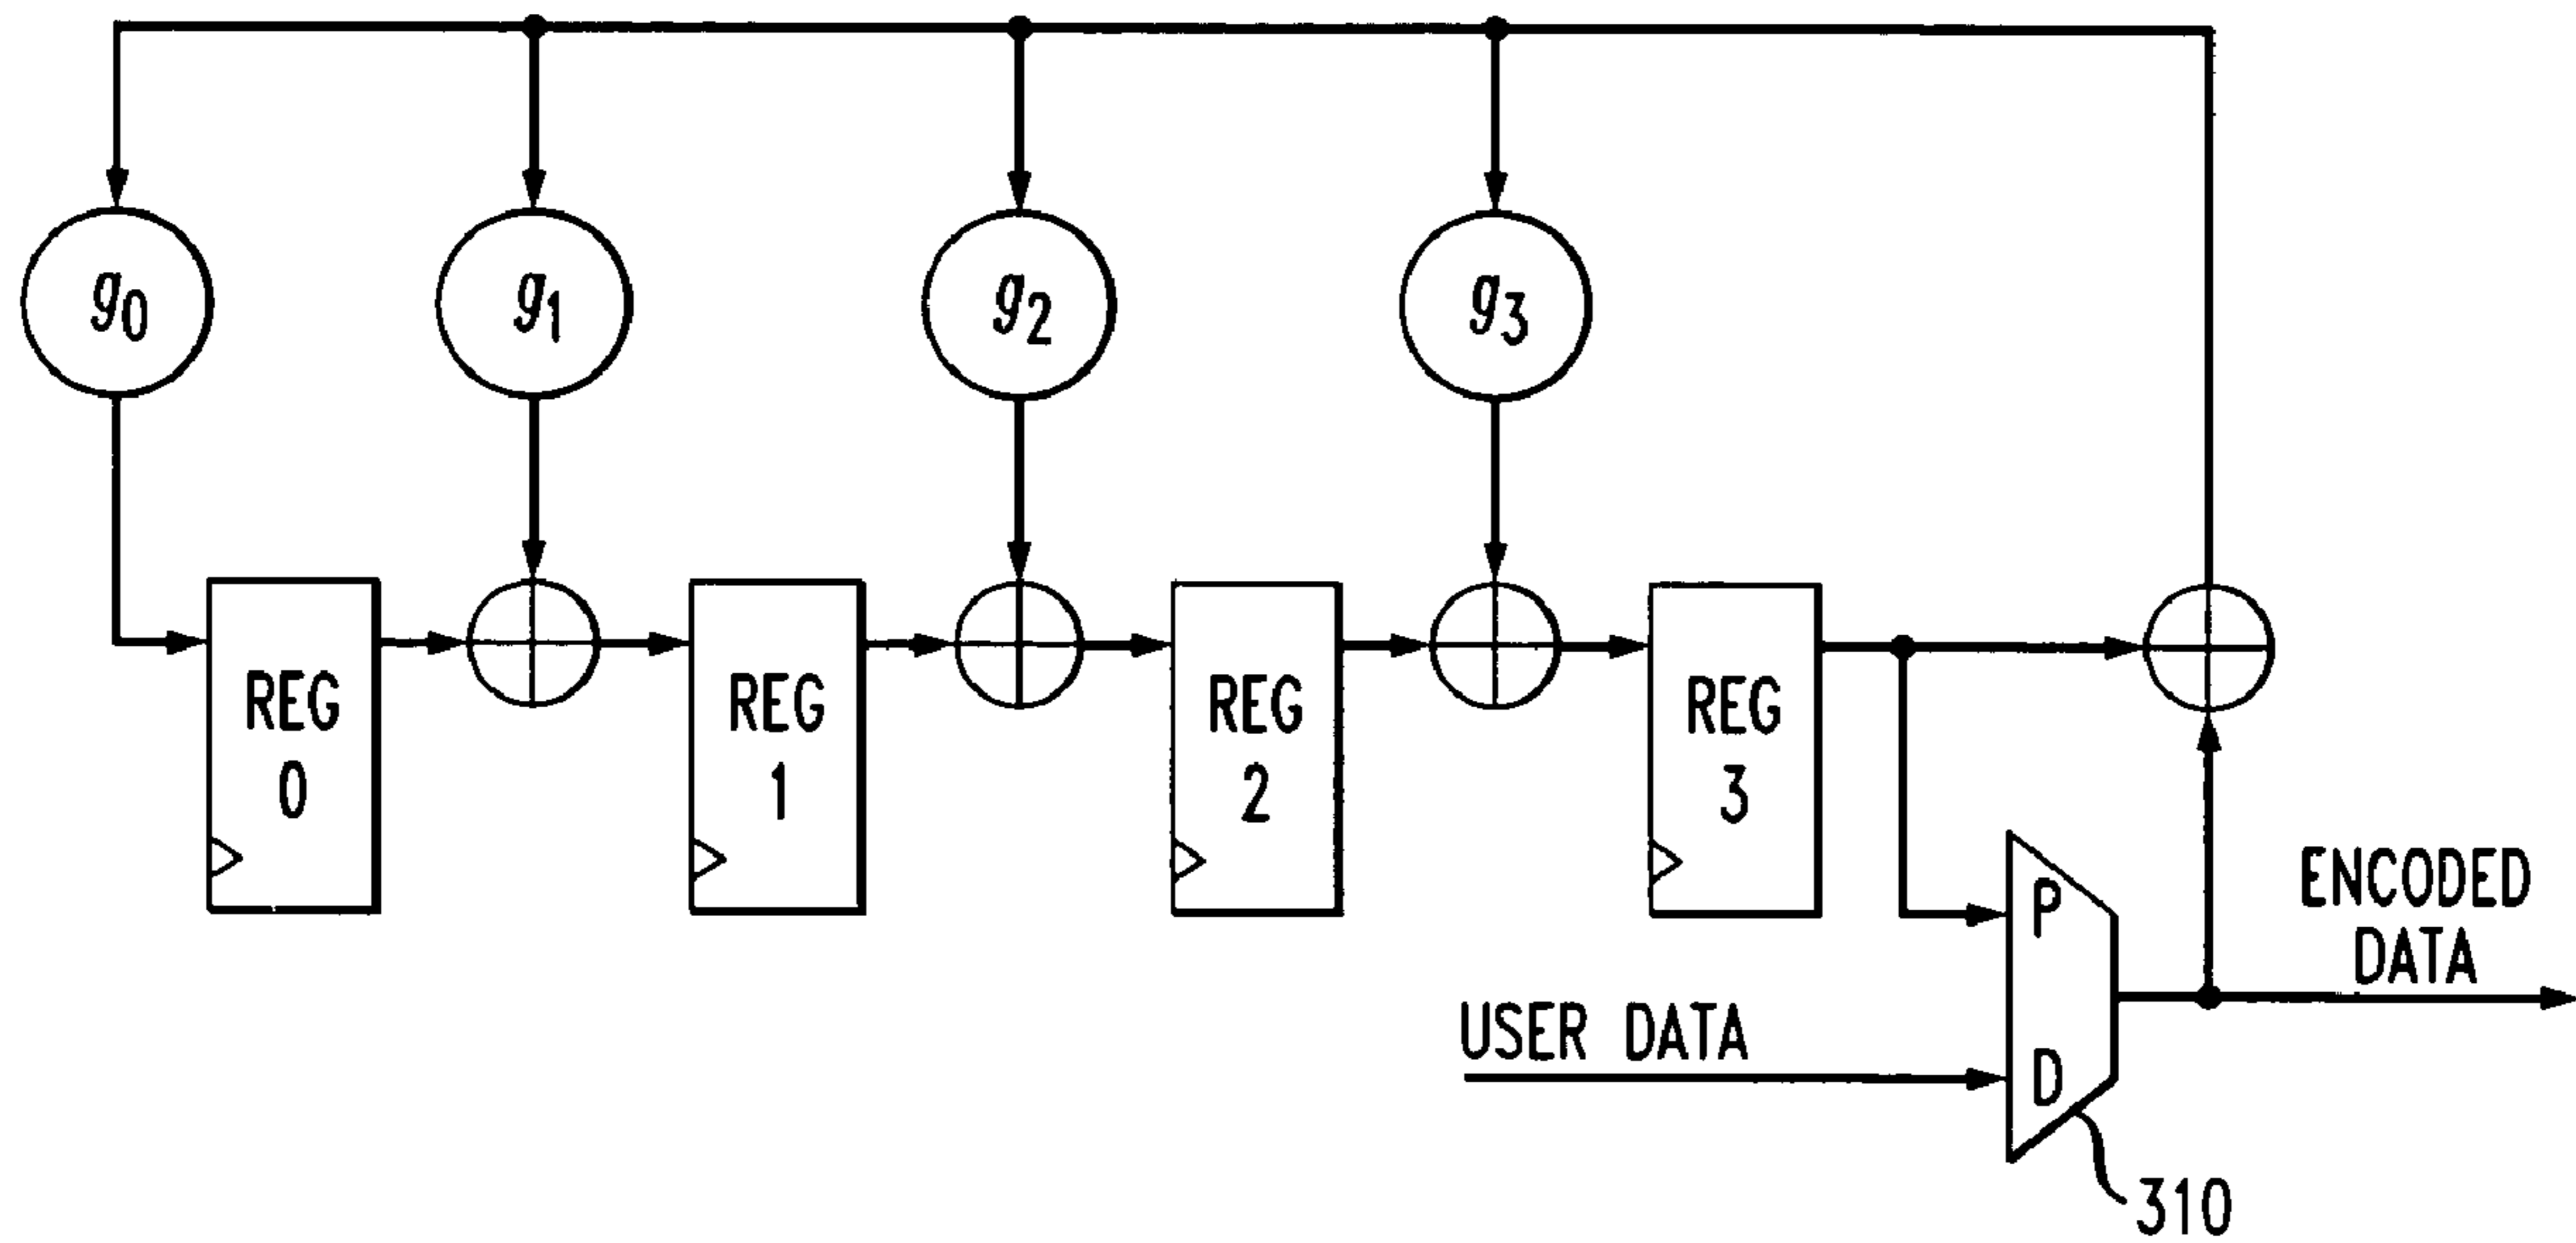 g0
g1
g2
g3
REG
0
REG
1
REG
2
REG
3
P
D
USER DATA
ENCODED
DATA
310